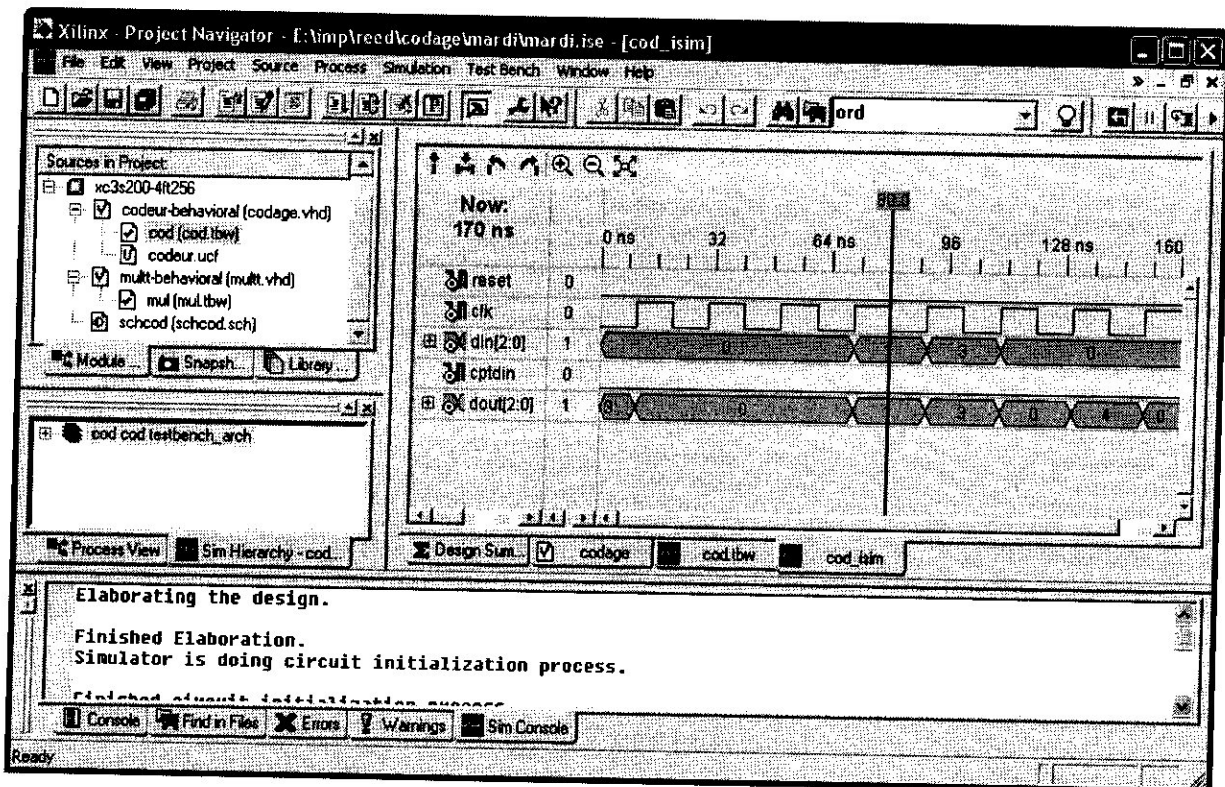 Xilinx - Project Navigator - E:\imp\reed\codage\mardi\mardi.ise - [cod_isim]
File Edit View Project Source Process Simulation Test Bench Window Help
ord
Sources in Project:
xc3s200-4ft256
codeur-behavioral (codage.vhd)
cod (cod.tbw)
codeur.ucf
multt-behavioral (multt.vhd)
mul (mul.tbw)
schcod (schcod.sch)
Module ... Snapsh... Library ...
cod cod testbench_arch
Process View Sim Hierarchy - cod...
Now:
170 ns
0 ns 32 64 ns 96 128 ns 160
reset 0
clk 0
din[2:0] 1 0 3 0
cptdin 0
dout[2:0] 1 0 3 0 4 0
Design Sum... codage cod.tbw cod_isim
Elaborating the design.
Finished Elaboration.
Simulator is doing circuit initialization process.
Finished circuit initialization process.
Console Find in Files Errors Warnings Sim Console
Ready